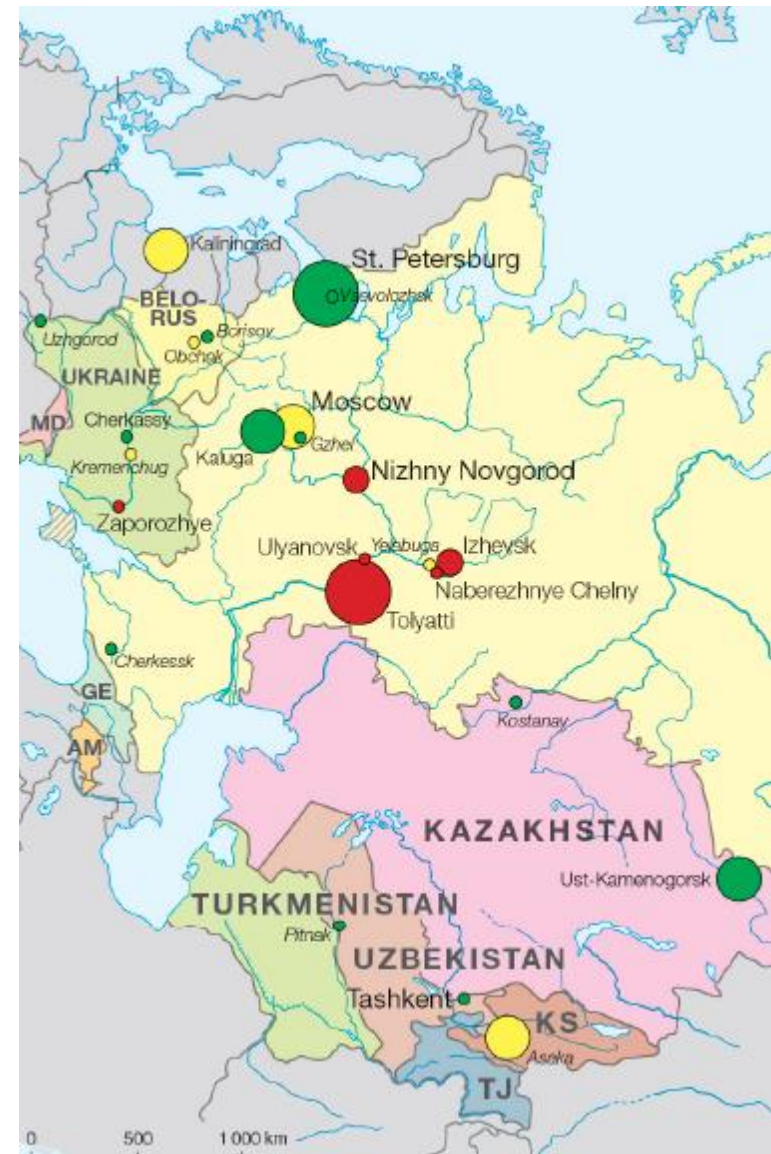 Kaliningrad
St. Petersburg
Vsevolozhsk
BELO-
RUS
Borisov
Obchak
Uzhgorod
UKRAINE
MD
Cherkassy
Kremenchug
Zaporozhye
Moscow
Gzhel
Kaluga
Nizhny Novgorod
Ulyanovsk
Yelabuga
Izhevsk
Naberezhnye Chelny
Tolyatti
Cherkessk
GE
AM
Kostanay
KAZAKHSTAN
Ust-Kamenogorsk
TURKMENISTAN
Pitnak
UZBEKISTAN
Tashkent
KS
Asaka
TJ
0 500 1 000 km